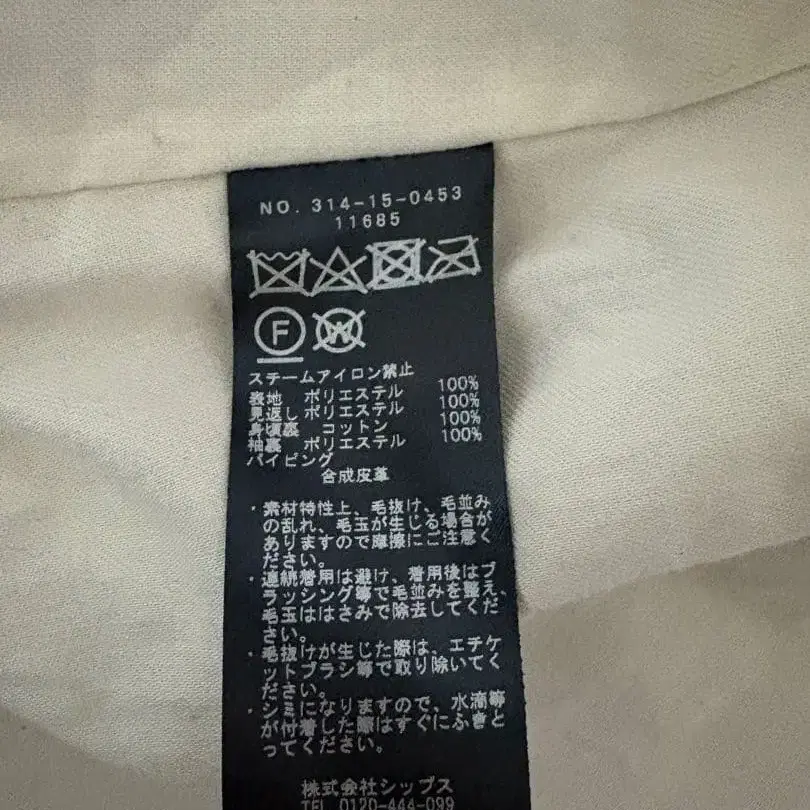 NO. 314-15-0453
11685
F W
スチームアイロン禁止
表地 ポリエステル 100%
見返し ポリエステル 100%
身頃裏 コットン 100%
袖裏 ポリエステル 100%
パイピング
合成皮革
・素材特性上、毛抜け、毛並み
の乱れ、毛玉が生じる場合が
ありますので摩擦にご注意く
ださい。
・連続着用は避け、着用後はブ
ラッシング等で毛並みを整え、
毛玉ははさみで除去してくだ
さい。
・毛抜けが生じた際は、エチケ
ットブラシ等で取り除いてく
ださい。
・シミになりますので、水滴等
が付着した際はすぐにふきと
ってください。
株式会社シップス
TEL 0120-444-099